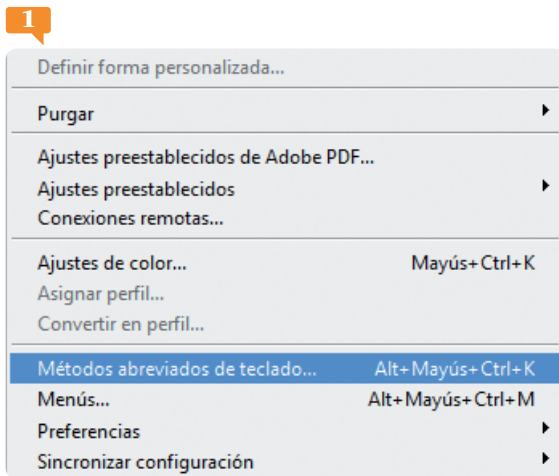 1
Definir forma personalizada...
Purgar
Ajustes preestablecidos de Adobe PDF...
Ajustes preestablecidos
Conexiones remotas...
Ajustes de color... Mayús+Ctrl+K
Asignar perfil...
Convertir en perfil...
Métodos abreviados de teclado... Alt+Mayús+Ctrl+K
Menús... Alt+Mayús+Ctrl+M
Preferencias
Sincronizar configuración